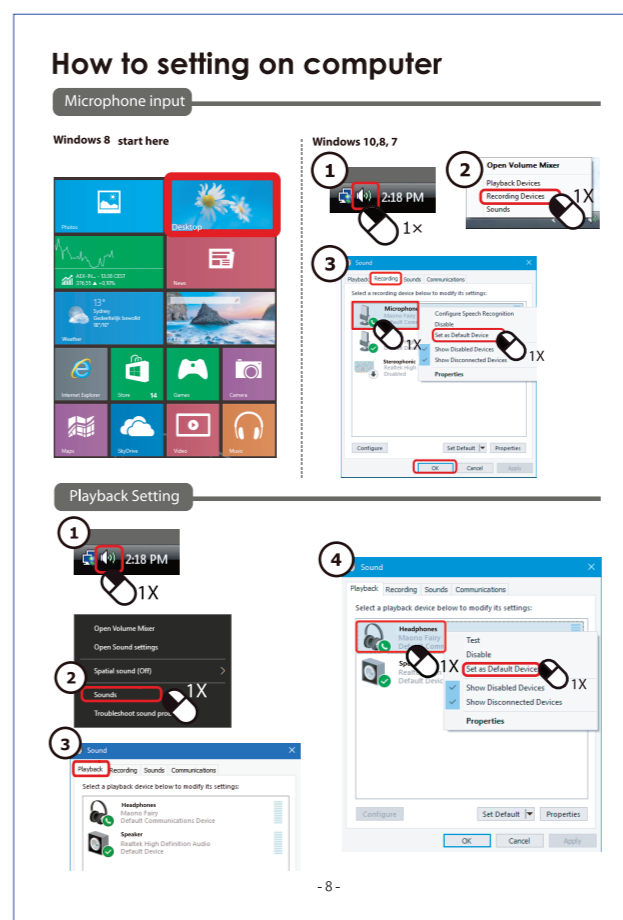 How to setting on computer
Microphone input
Windows 8 start here
Photos
Desktop
News
Sydney
Weather
Internet Explorer
Store 54
Games
Camera
Maps
SkyDrive
Video
Music
Windows 10,8, 7
1
2:18 PM
1×
2
Open Volume Mixer
Playback Devices
Recording Devices
Sounds
1X
3
Sound
Playback Recording Sounds Communications
Select a recording device below to modify its settings:
Microphone
Maono Fairy
1X
Stereophonic
Realtek High
Disabled
Configure Speech Recognition
Disable
Set as Default Device
1X
Show Disabled Devices
Show Disconnected Devices
Properties
Configure
Set Default
Properties
OK
Cancel
Apply
Playback Setting
1
2:18 PM
1X
Open Volume Mixer
Open Sound settings
Spatial sound (Off)
2
Sounds
1X
Troubleshoot sound
3
Sound
Playback Recording Sounds Communications
Select a playback device below to modify its settings:
Headphones
Maono Fairy
Default Communications Device
Speaker
Realtek High Definition Audio
Default Device
4
Sound
Playback Recording Sounds Communications
Select a playback device below to modify its settings:
Headphones
Maono Fairy
1X
Test
Disable
Set as Default Device
1X
Show Disabled Devices
Show Disconnected Devices
Properties
Configure
Set Default
Properties
OK
Cancel
Apply
- 8 -